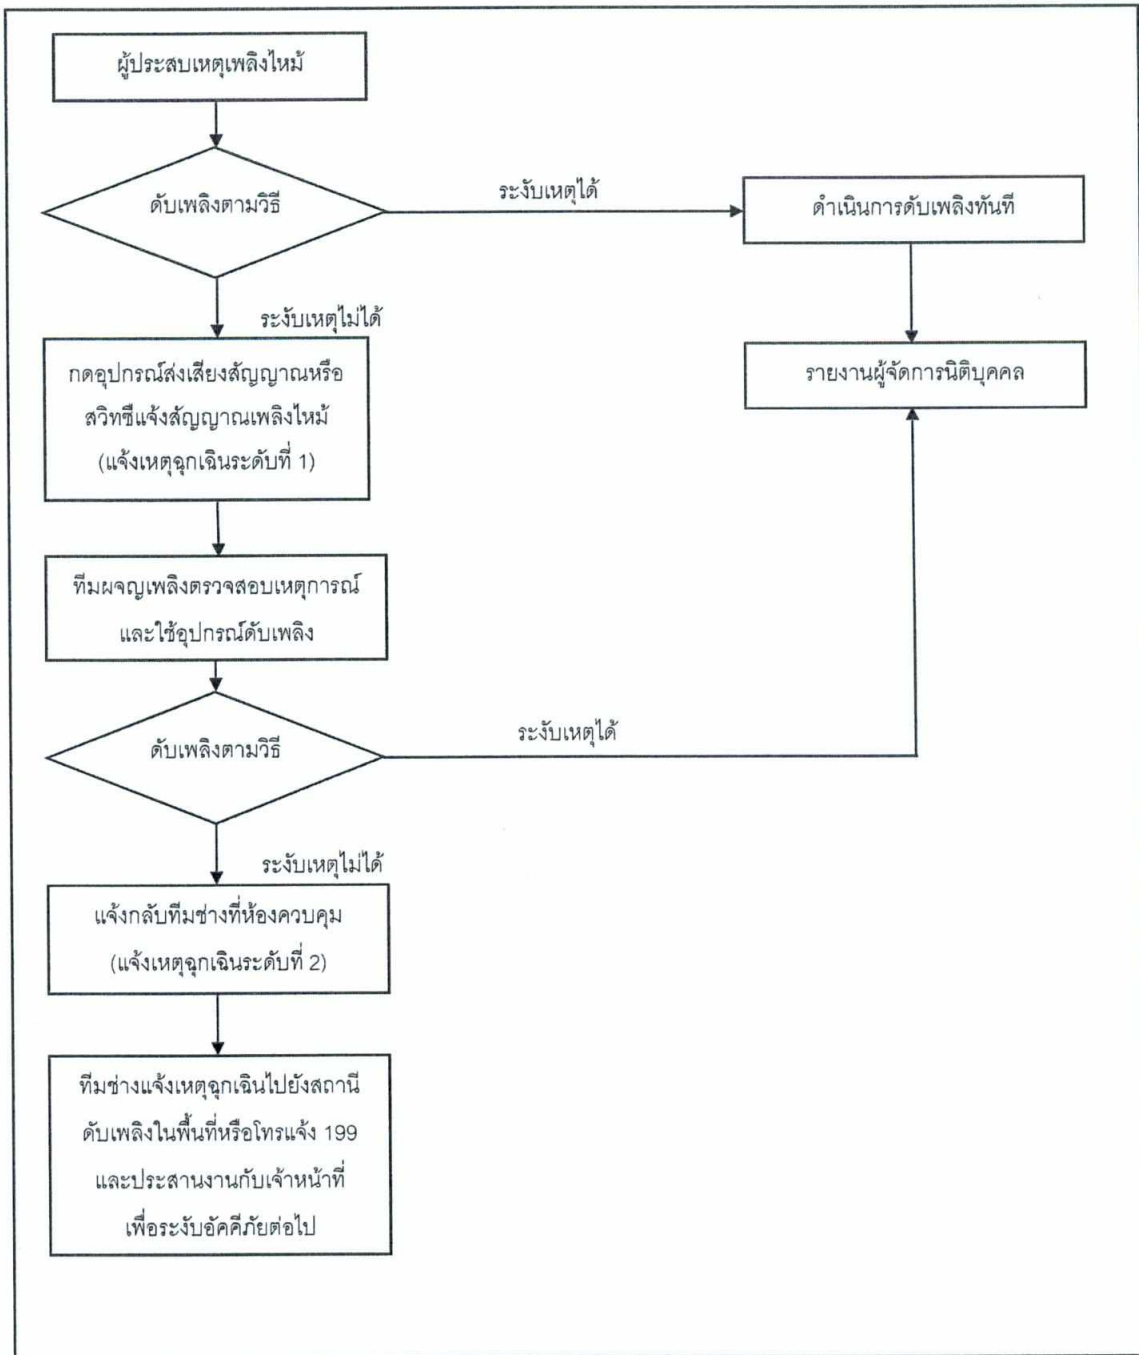 ผู้ประสบเหตุเพลิงไหม้
ดับเพลิงตามวิธี
ระงับเหตุได้
ดำเนินการดับเพลิงทันที
ระงับเหตุไม่ได้
กดอุปกรณ์ส่งเสียงสัญญาณหรือ
สวิทซ์แจ้งสัญญาณเพลิงไหม้
(แจ้งเหตุฉุกเฉินระดับที่ 1)
รายงานผู้จัดการนิติบุคคล
ทีมผจญเพลิงตรวจสอบเหตุการณ์
และใช้อุปกรณ์ดับเพลิง
ดับเพลิงตามวิธี
ระงับเหตุได้
ระงับเหตุไม่ได้
แจ้งกลับทีมช่างที่ห้องควบคุม
(แจ้งเหตุฉุกเฉินระดับที่ 2)
ทีมช่างแจ้งเหตุฉุกเฉินไปยังสถานี
ดับเพลิงในพื้นที่หรือโทรแจ้ง 199
และประสานงานกับเจ้าหน้าที่
เพื่อระงับอัคคีภัยต่อไป